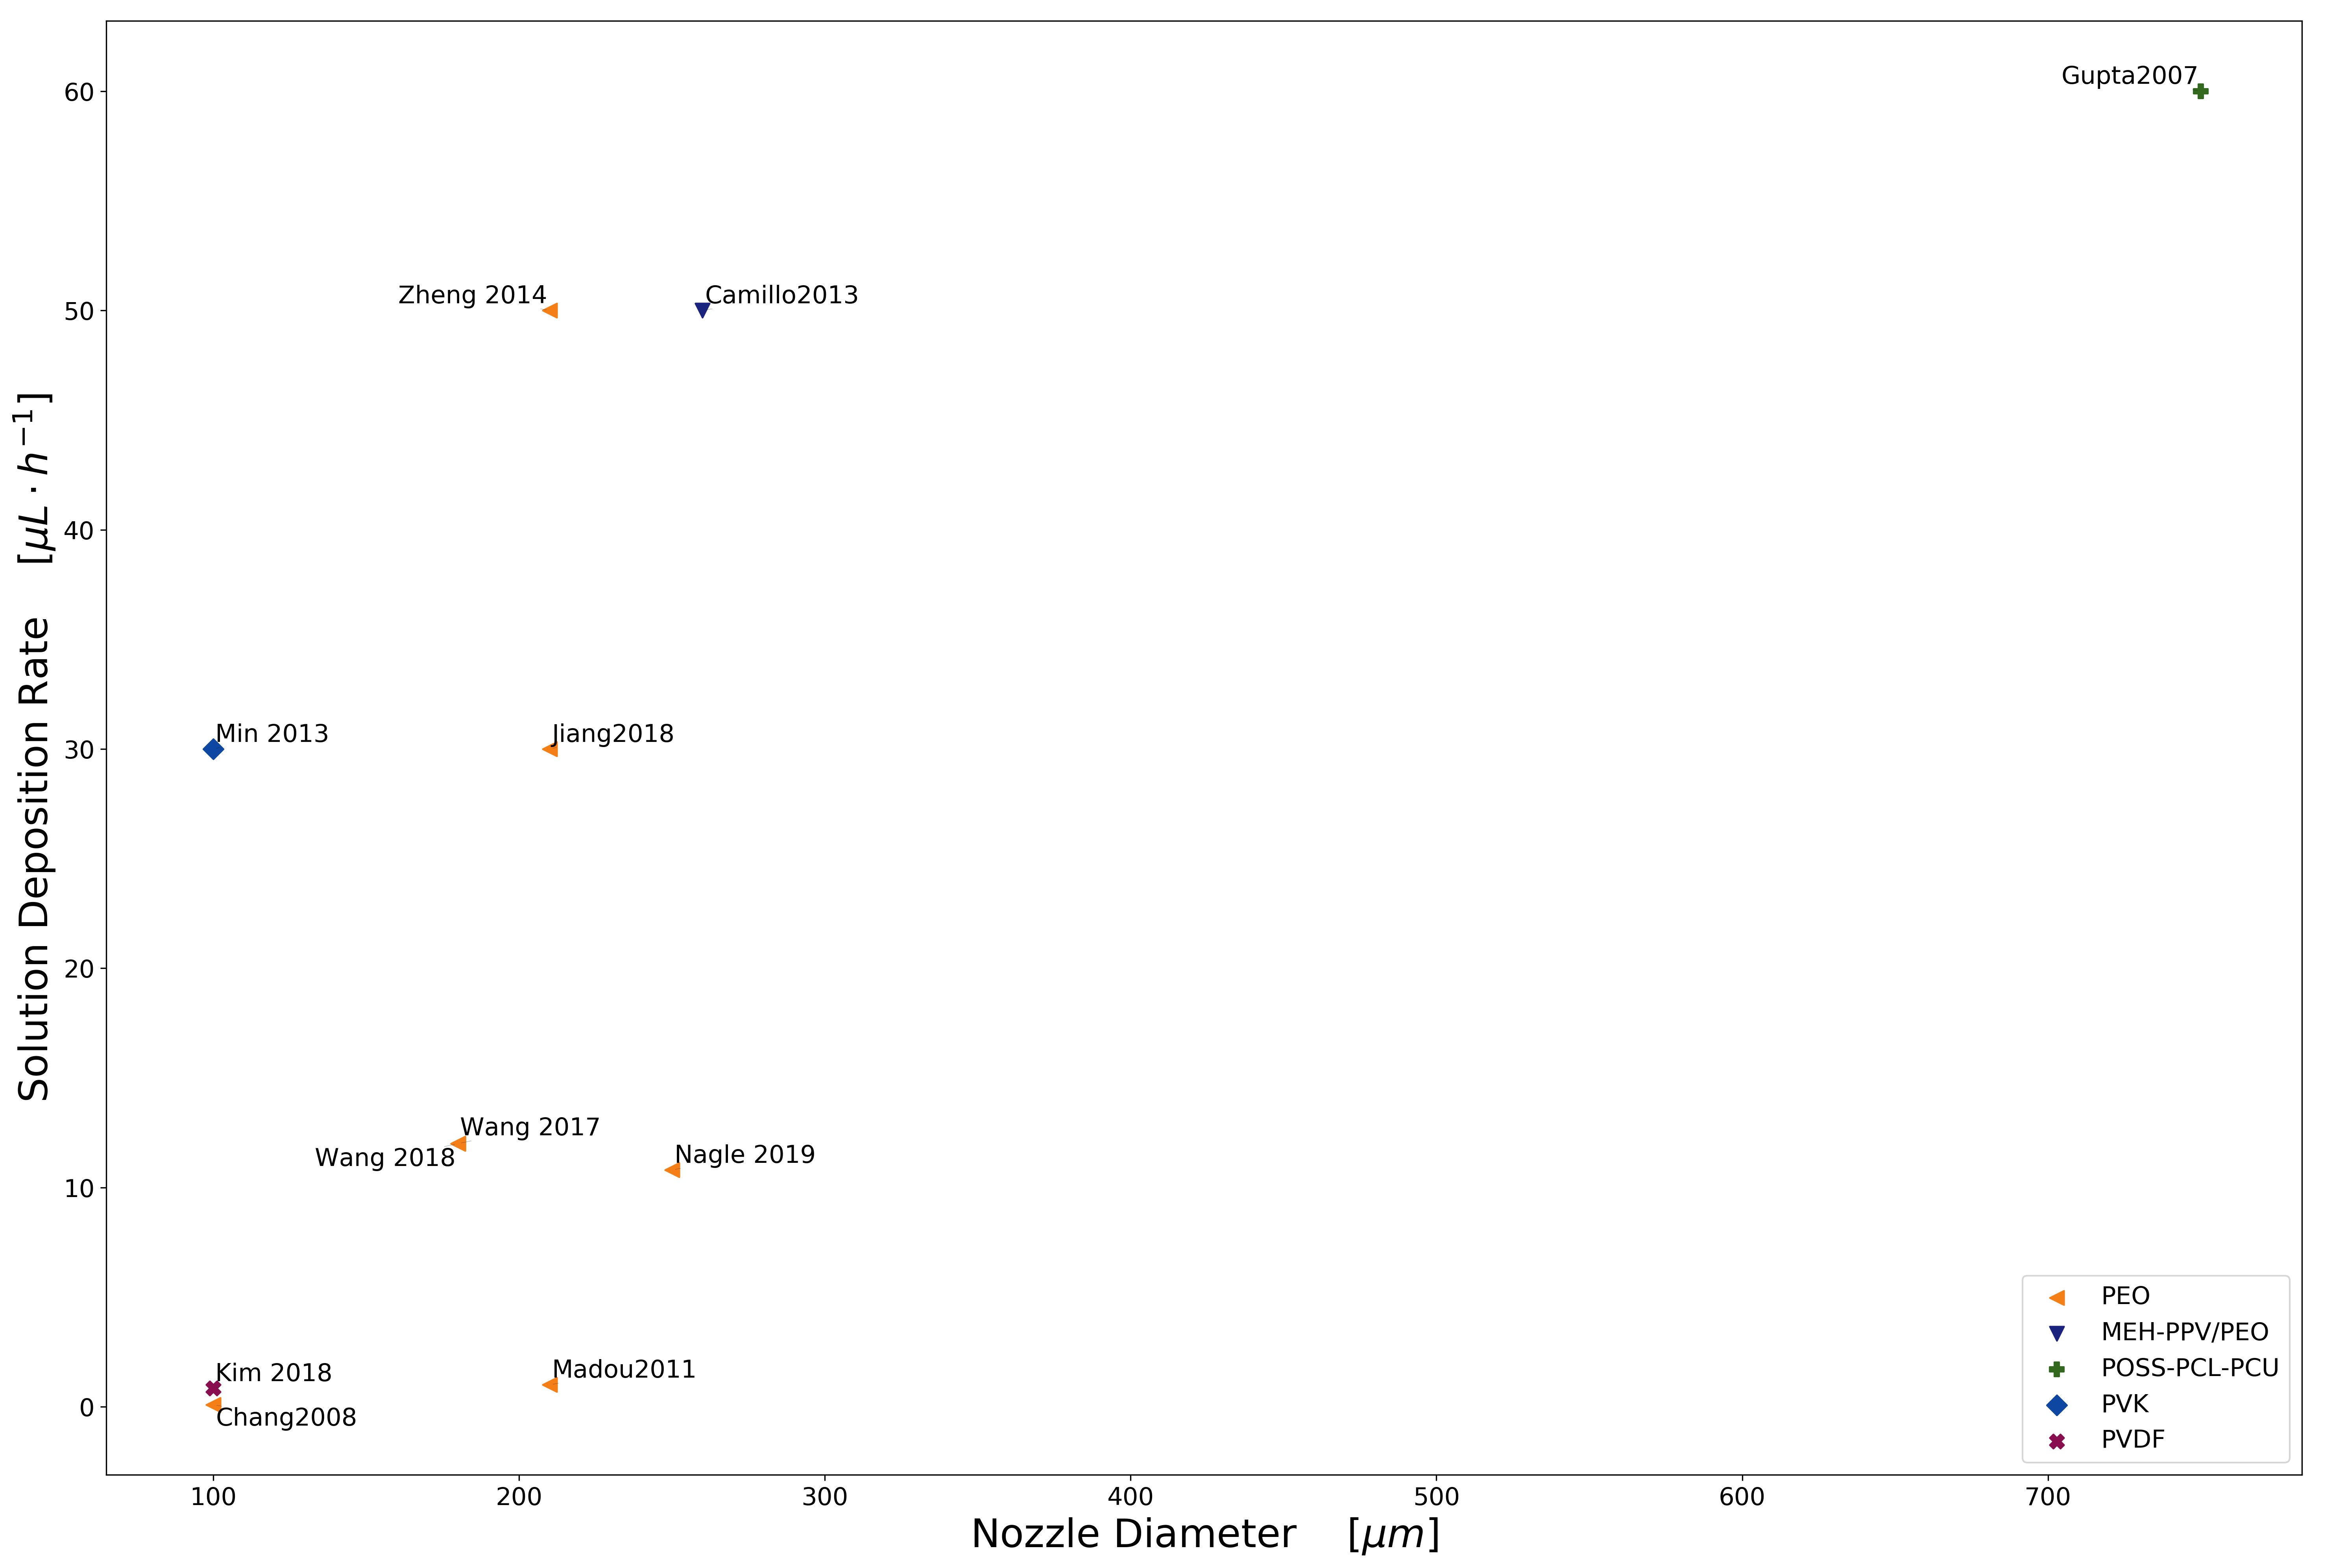 Gupta2007
60
Zheng 2014
Camillo2013
50
Solution Deposition Rate [μL · h⁻¹]
40
Min 2013
Jiang2018
30
20
Wang 2017
Wang 2018
Nagle 2019
10
PEO
MEH-PPV/PEO
POSS-PCL-PCU
PVK
PVDF
Kim 2018
Madou2011
0
Chang2008
100 200 300 400 500 600 700
Nozzle Diameter [μm]